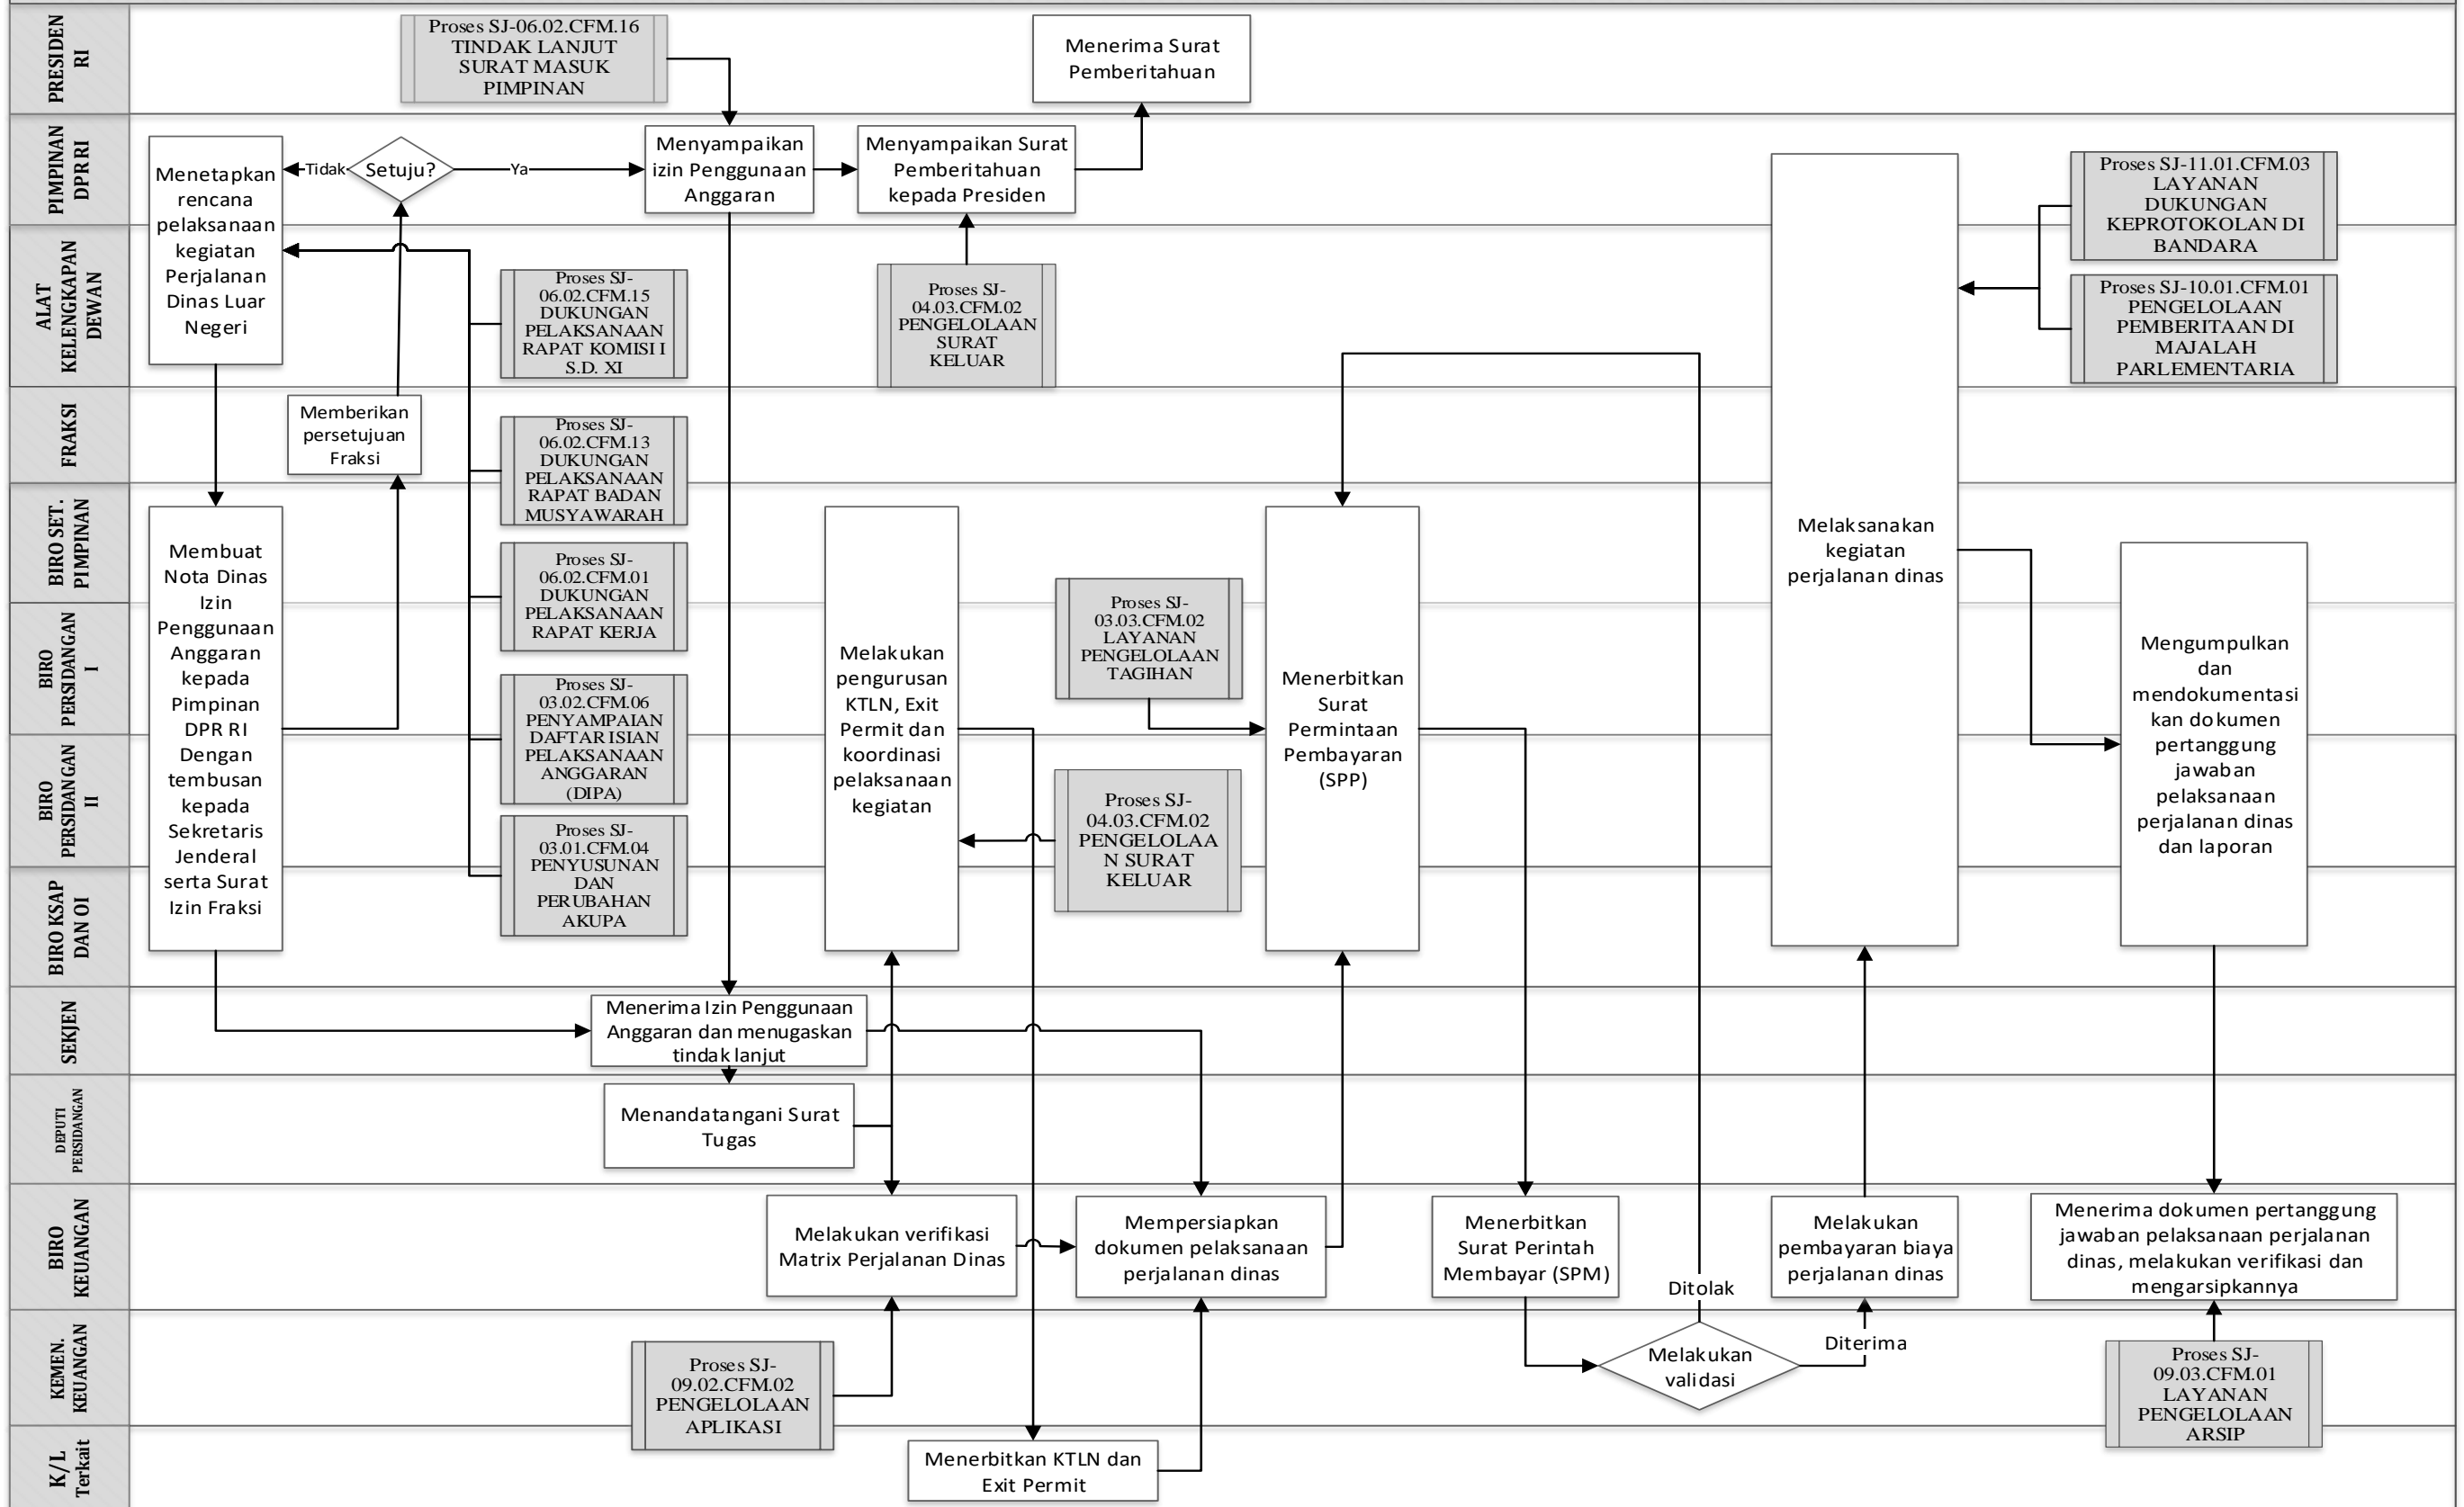 PRESIDEN
RI
Proses SJ-06.02.CFM.16
TINDAK LANJUT
SURAT MASUK
PIMPINAN
Menerima Surat
Pemberitahuan
PIMPINAN
DPR RI
Menetapkan
rencana
pelaksanaan
kegiatan
Perjalanan
Dinas Luar
Negeri
Tidak
Setuju?
Ya
Menyampaikan
izin Penggunaan
Anggaran
Menyampaikan Surat
Pemberitahuan
kepada Presiden
Proses SJ-11.01.CFM.03
LAYANAN
DUKUNGAN
KEPROTOKOLAN DI
BANDARA
ALAT
KELENGKAPAN
DEWAN
Proses SJ-
06.02.CFM.15
DUKUNGAN
PELAKSANAAN
RAPAT KOMISI I
S.D. XI
Proses SJ-
04.03.CFM.02
PENGELOLAAN
SURAT
KELUAR
Proses SJ-10.01.CFM.01
PENGELOLAAN
PEMBERITAAN DI
MAJALAH
PARLEMENTARIA
FRAKSI
Memberikan
persetujuan
Fraksi
Proses SJ-
06.02.CFM.13
DUKUNGAN
PELAKSANAAN
RAPAT BADAN
MUSYAWARAH
BIRO SET.
PIMPINAN
Membuat
Nota Dinas
Izin
Penggunaan
Anggaran
kepada
Pimpinan
DPR RI
Dengan
tembusan
kepada
Sekretaris
Jenderal
serta Surat
Izin Fraksi
Proses SJ-
06.02.CFM.01
DUKUNGAN
PELAKSANAAN
RAPAT KERJA
Melaksanakan
kegiatan
perjalanan dinas
BIRO
PERSIDANGAN
I
Proses SJ-
03.02.CFM.06
PENYAMPAIAN
DAFTAR ISIAN
PELAKSANAAN
ANGGARAN
(DIPA)
Melakukan
pengurusan
KTLN, Exit
Permit dan
koordinasi
pelaksanaan
kegiatan
Proses SJ-
03.03.CFM.02
LAYANAN
PENGELOLAAN
TAGIHAN
Menerbitkan
Surat
Permintaan
Pembayaran
(SPP)
Mengumpulkan
dan
mendokumentasi
kan dokumen
pertanggung
jawaban
pelaksanaan
perjalanan dinas
dan laporan
BIRO
PERSIDANGAN
II
Proses SJ-
03.01.CFM.04
PENYUSUNAN
DAN
PERUBAHAN
AKUPA
Proses SJ-
04.03.CFM.02
PENGELOLAA
N SURAT
KELUAR
BIRO KSAP
DAN OI
SEKJEN
Menerima Izin Penggunaan
Anggaran dan menugaskan
tindak lanjut
DEPUTI
PERSIDANGAN
Menandatangani Surat
Tugas
BIRO
KEUANGAN
Melakukan verifikasi
Matrix Perjalanan Dinas
Mempersiapkan
dokumen pelaksanaan
perjalanan dinas
Menerbitkan
Surat Perintah
Membayar (SPM)
Ditolak
Melakukan
pembayaran biaya
perjalanan dinas
Menerima dokumen pertanggung
jawaban pelaksanaan perjalanan
dinas, melakukan verifikasi dan
mengarsipkannya
KEMEN.
KEUANGAN
Proses SJ-
09.02.CFM.02
PENGELOLAAN
APLIKASI
Melakukan
validasi
Diterima
Proses SJ-
09.03.CFM.01
LAYANAN
PENGELOLAAN
ARSIP
K/L
Terkait
Menerbitkan KTLN dan
Exit Permit